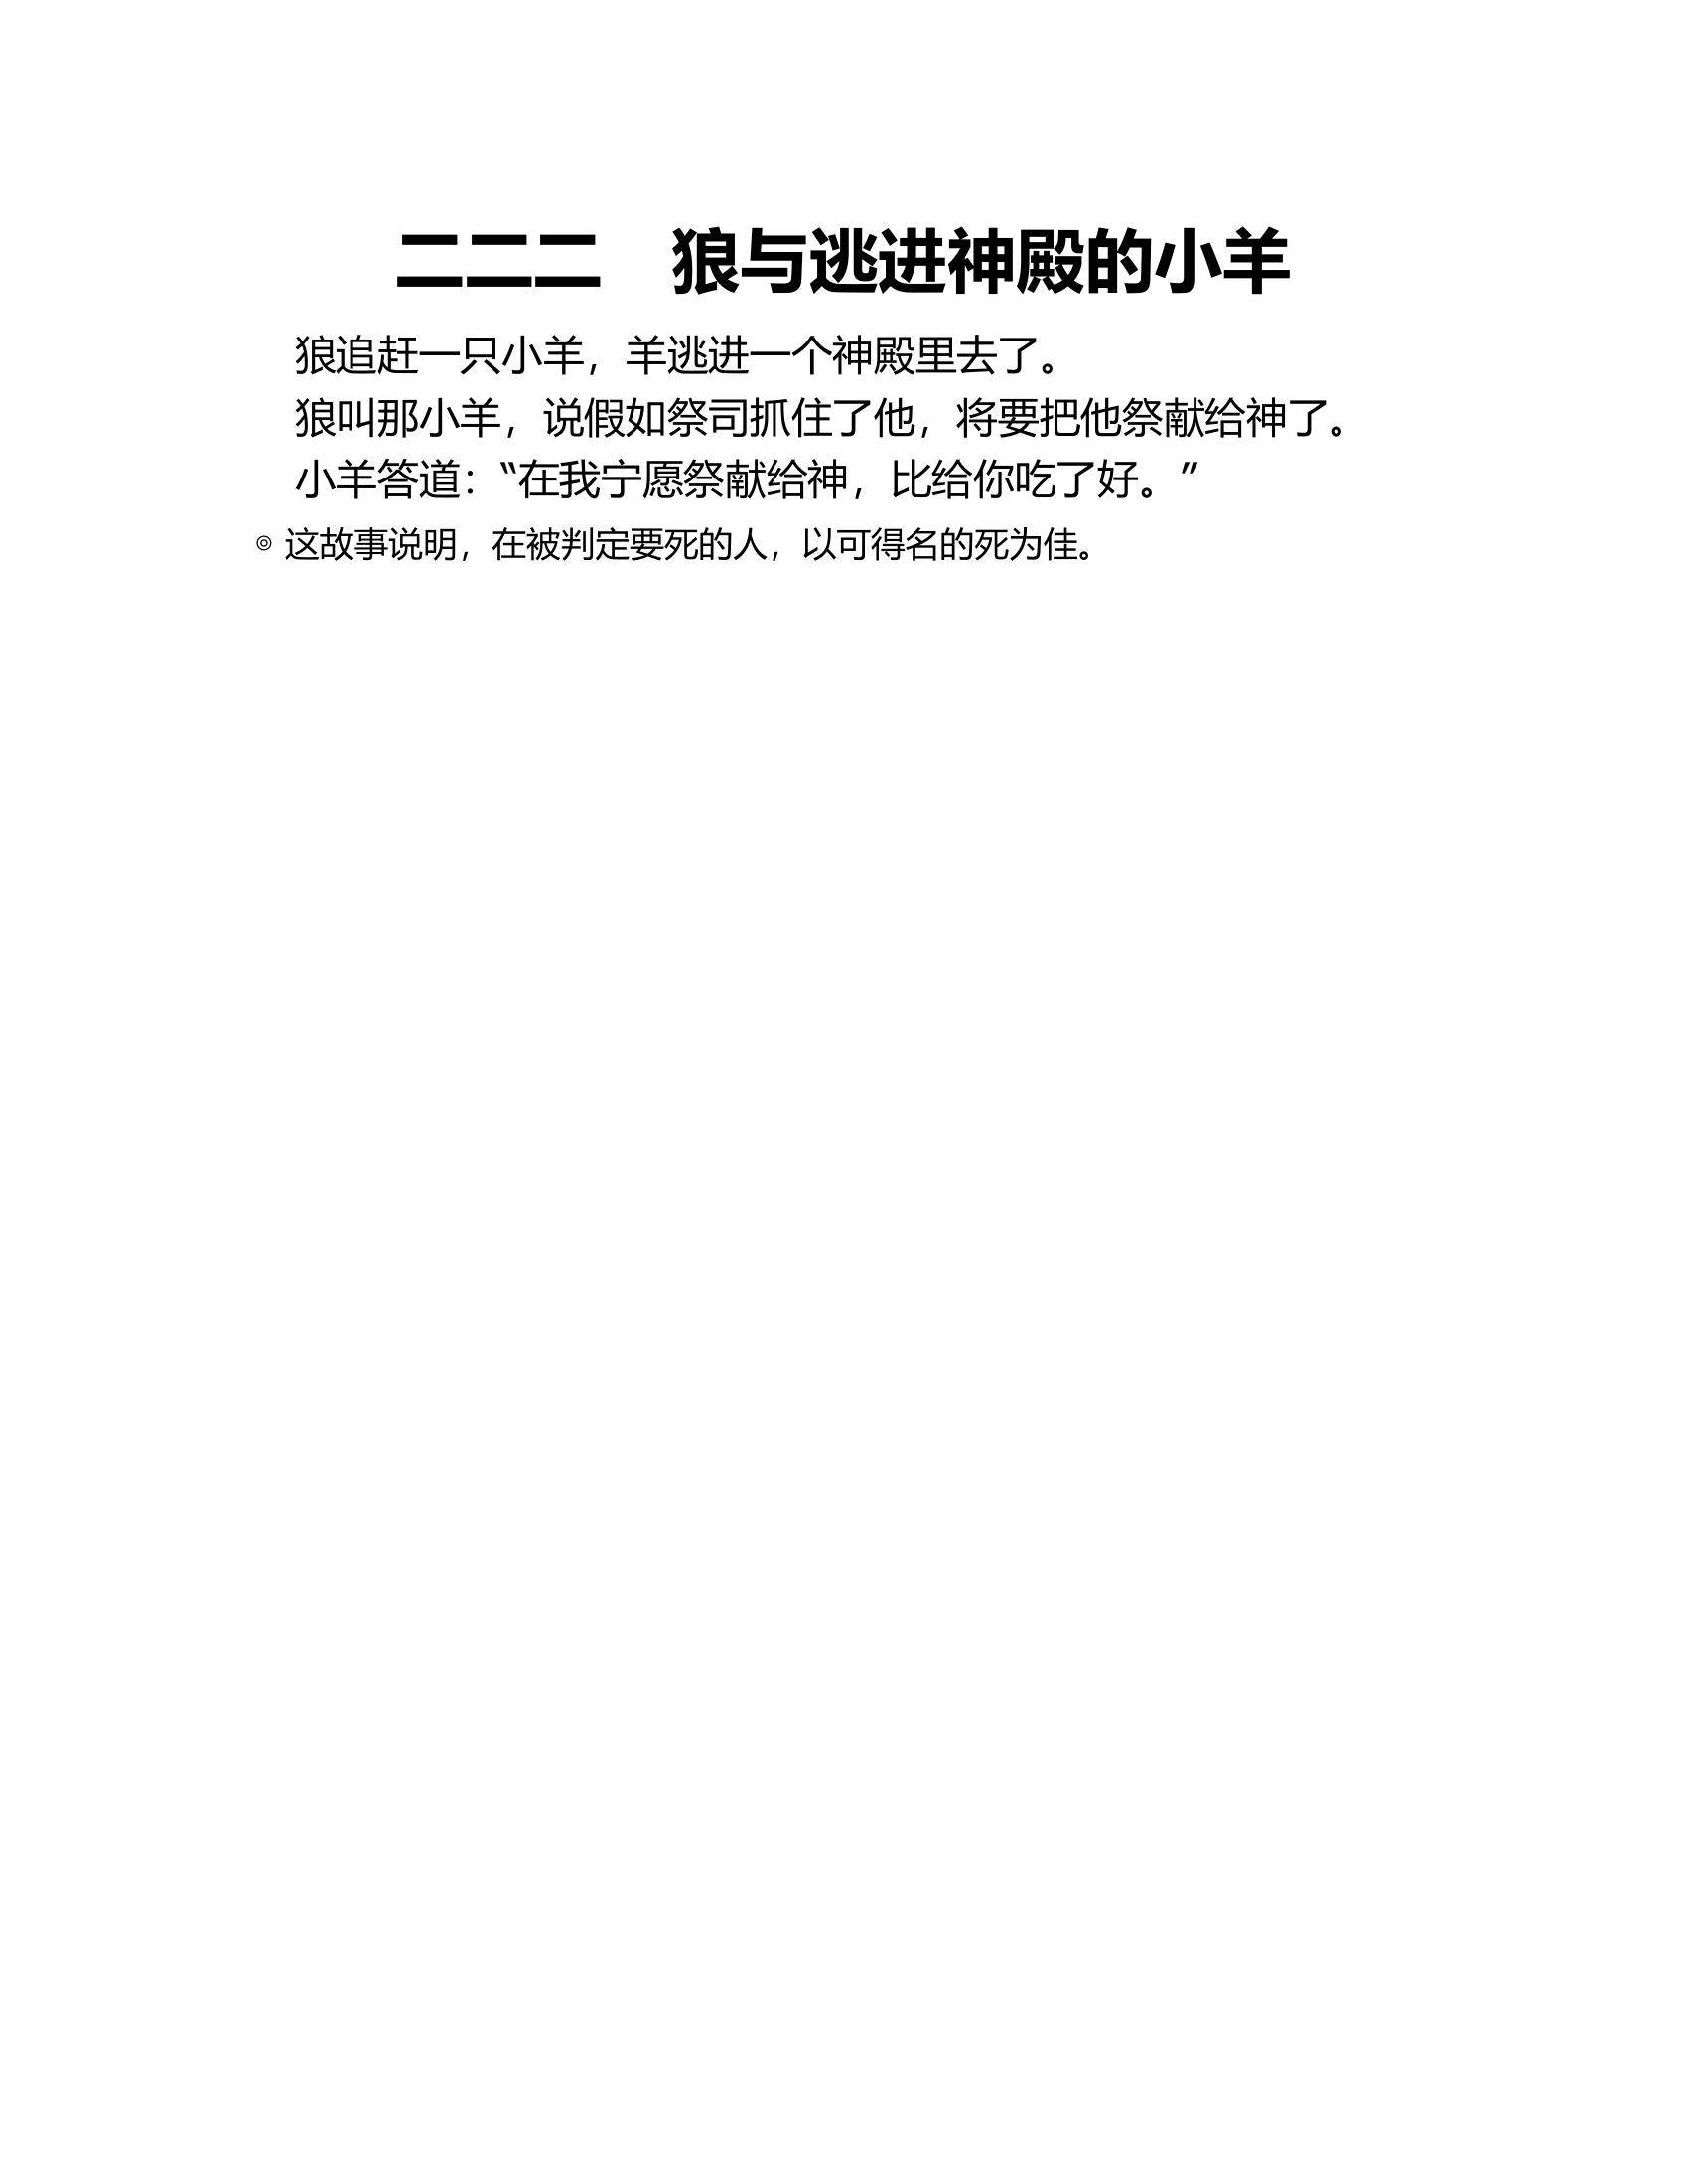 二二二　狼与逃进神殿的小羊
狼追赶一只小羊，羊逃进一个神殿里去了。
狼叫那小羊，说假如祭司抓住了他，将要把他祭献给神了。
小羊答道：“在我宁愿祭献给神，比给你吃了好。”
◎ 这故事说明，在被判定要死的人，以可得名的死为佳。